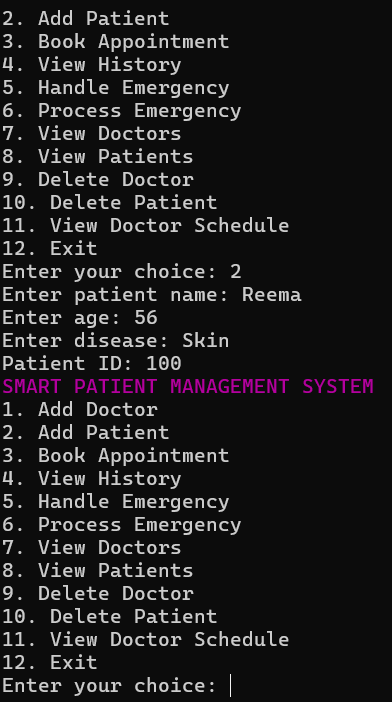 2. Add Patient
3. Book Appointment
4. View History
5. Handle Emergency
6. Process Emergency
7. View Doctors
8. View Patients
9. Delete Doctor
10. Delete Patient
11. View Doctor Schedule
12. Exit
Enter your choice: 2
Enter patient name: Reema
Enter age: 56
Enter disease: Skin
Patient ID: 100
SMART PATIENT MANAGEMENT SYSTEM
1. Add Doctor
2. Add Patient
3. Book Appointment
4. View History
5. Handle Emergency
6. Process Emergency
7. View Doctors
8. View Patients
9. Delete Doctor
10. Delete Patient
11. View Doctor Schedule
12. Exit
Enter your choice: